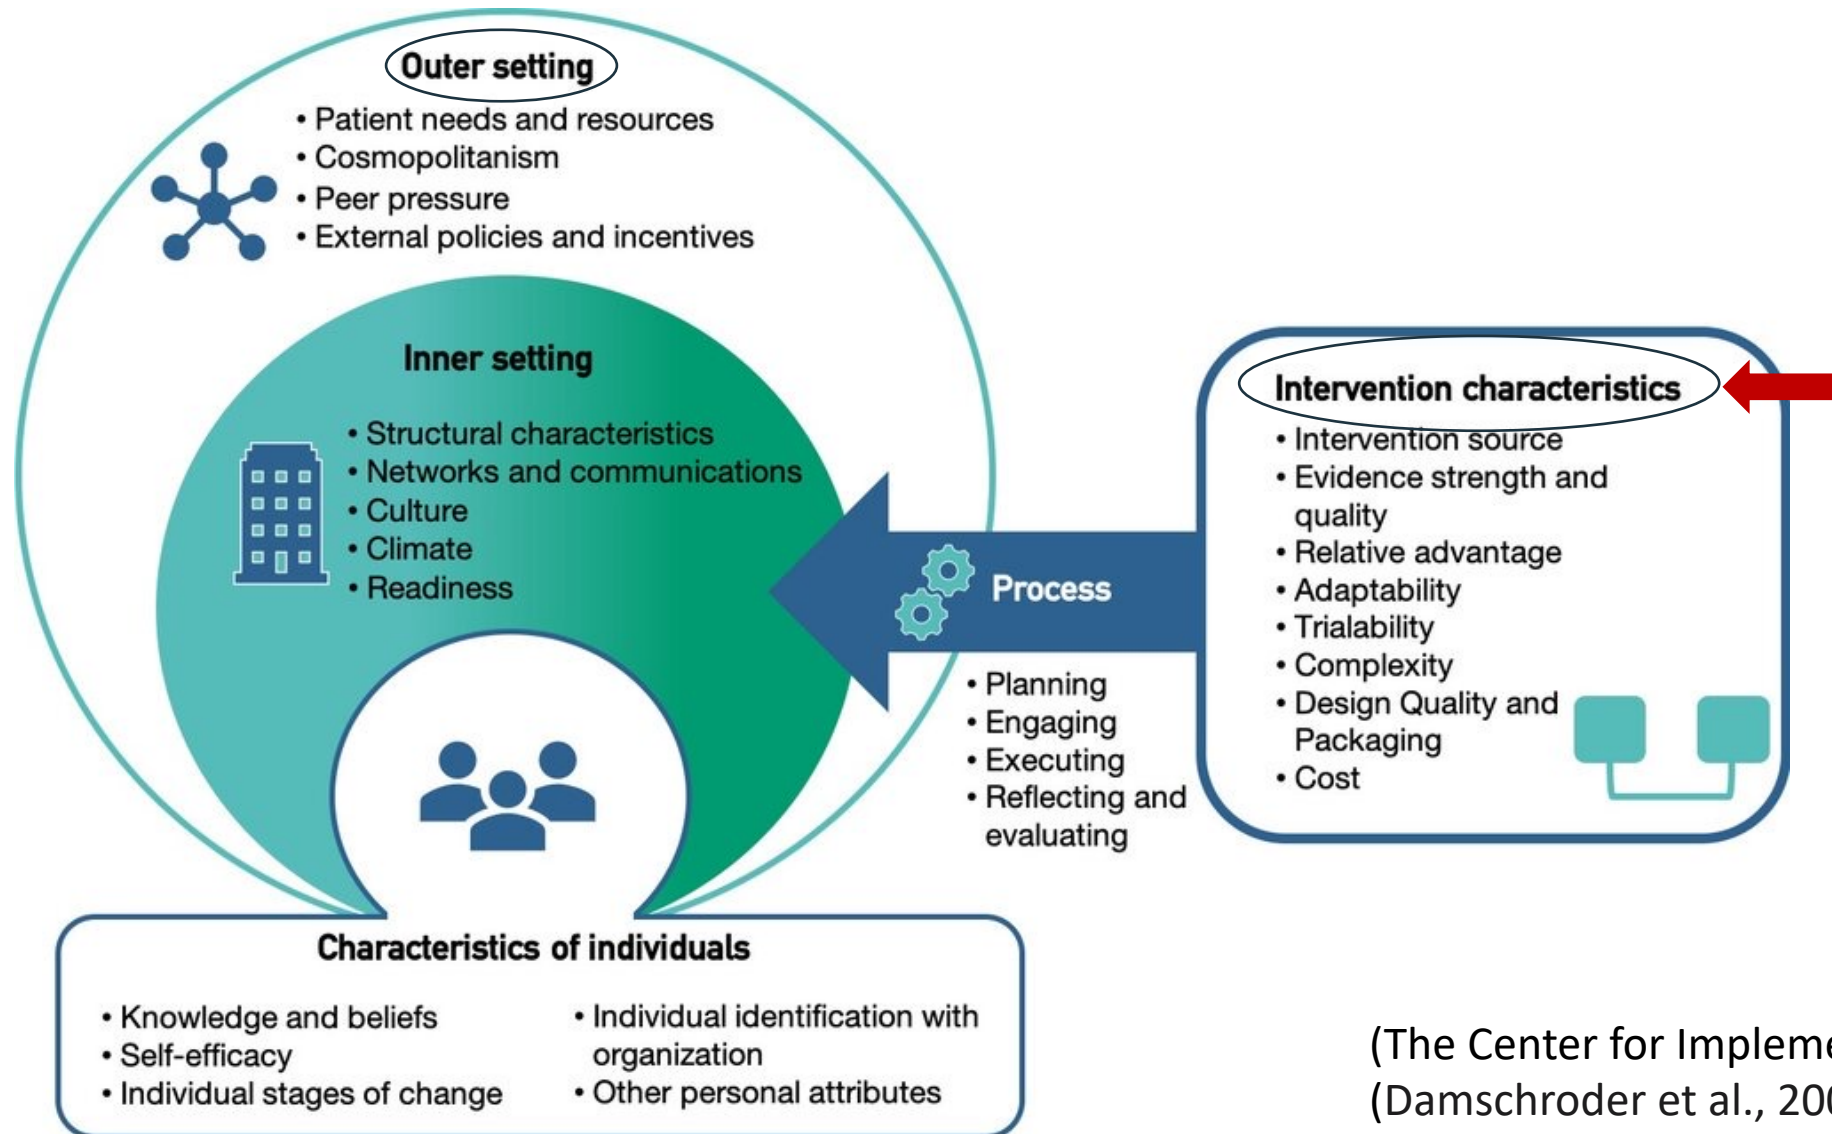 Outer setting
• Patient needs and resources
• Cosmopolitanism
• Peer pressure
• External policies and incentives
Inner setting
• Structural characteristics
• Networks and communications
• Culture
• Climate
• Readiness
Process
• Planning
• Engaging
• Executing
• Reflecting and
evaluating
Intervention characteristics
• Intervention source
• Evidence strength and
quality
• Relative advantage
• Adaptability
• Trialability
• Complexity
• Design Quality and
Packaging
• Cost
Characteristics of individuals
• Knowledge and beliefs
• Self-efficacy
• Individual stages of change
• Individual identification with
organization
• Other personal attributes
(The Center for
(Damschroder et al.,